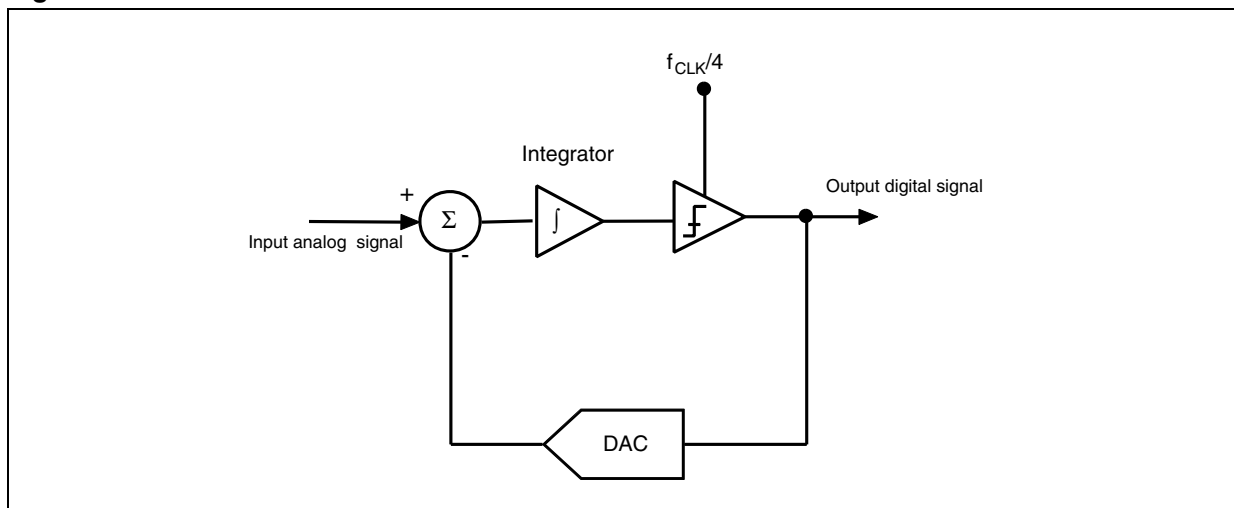 fCLK/4
Integrator
Output digital signal
+
Σ
∫
Input analog signal
-
DAC